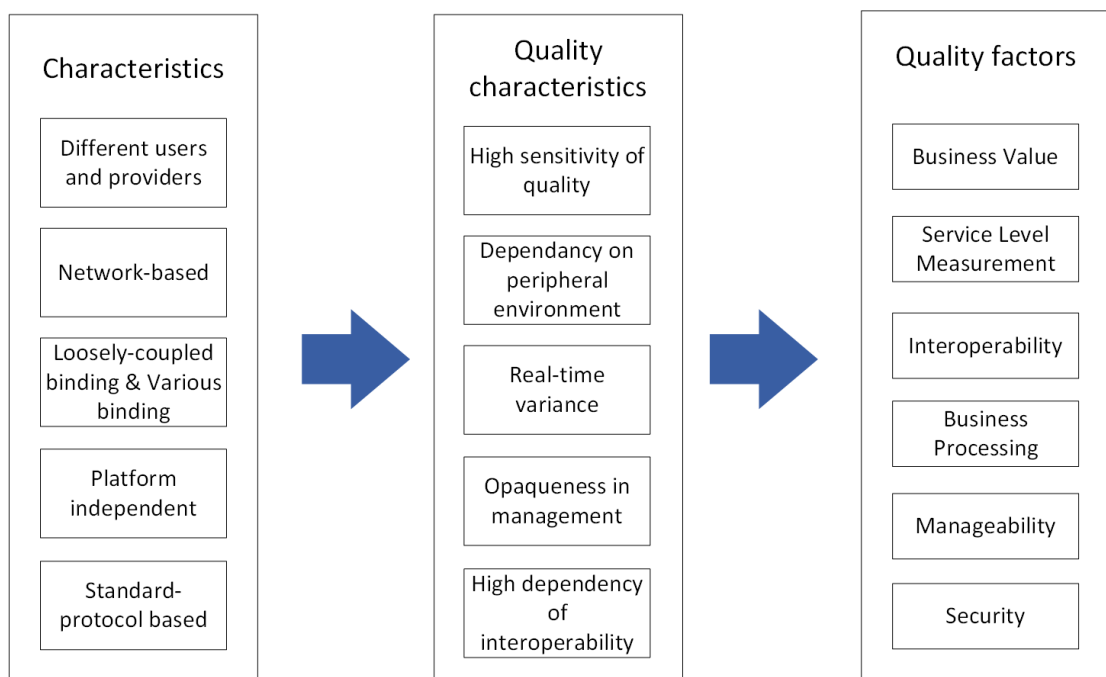 Characteristics
Different users
and providers
Network-based
Loosely-coupled
binding & Various
binding
Platform
independent
Standard-
protocol based
Quality
characteristics
High sensitivity of
quality
Dependancy on
peripheral
environment
Real-time
variance
Opaqueness in
management
High dependency
of
interoperability
Quality factors
Business Value
Service Level
Measurement
Interoperability
Business
Processing
Manageability
Security